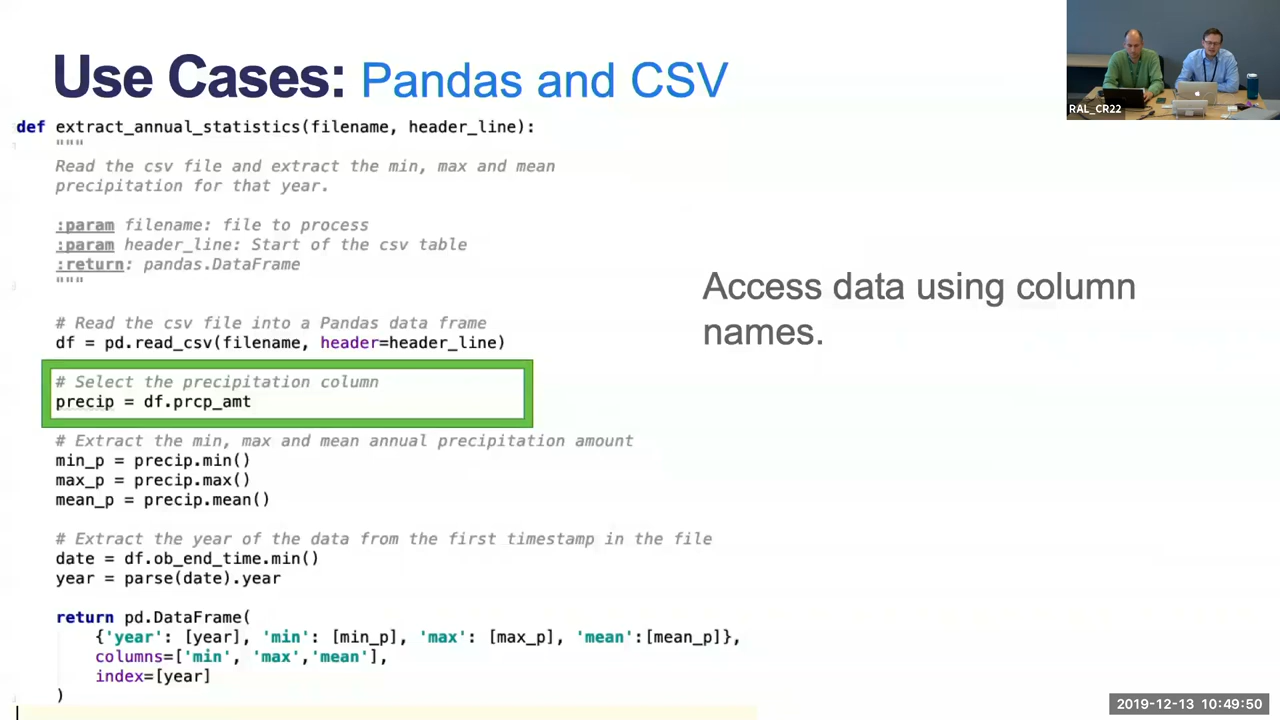 Use Cases: Pandas and CSV
RAL_CR22
def extract_annual_statistics(filename, header_line):
"""
Read the csv file and extract the min, max and mean
precipitation for that year.
:param filename: file to process
:param header_line: Start of the csv table
:return: pandas.DataFrame
"""
# Read the csv file into a Pandas data frame
df = pd.read_csv(filename, header=header_line)
# Select the precipitation column
precip = df.prcp_amt
# Extract the min, max and mean annual precipitation amount
min_p = precip.min()
max_p = precip.max()
mean_p = precip.mean()
# Extract the year of the data from the first timestamp in the file
date = df.ob_end_time.min()
year = parse(date).year
return pd.DataFrame(
{'year': [year], 'min': [min_p], 'max': [max_p], 'mean':[mean_p]},
columns=['min', 'max','mean'],
index=[year]
)
Access data using column
names.
2019-12-13 10:49:50